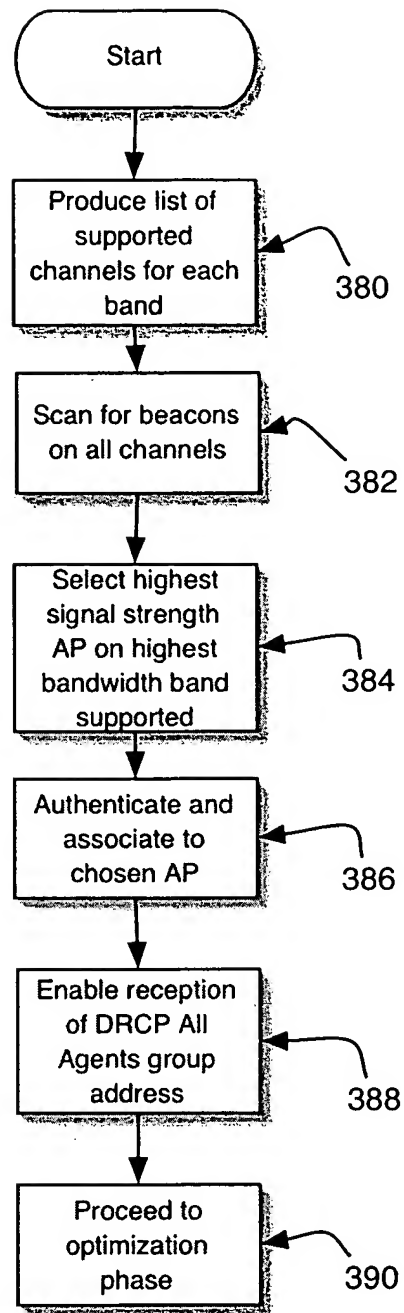 Start
Produce list of
supported
channels for each
band
380
Scan for beacons
on all channels
382
Select highest
signal strength
AP on highest
bandwidth band
supported
384
Authenticate and
associate to
chosen AP
386
Enable reception
of DRCP All
Agents group
address
388
Proceed to
optimization
phase
390